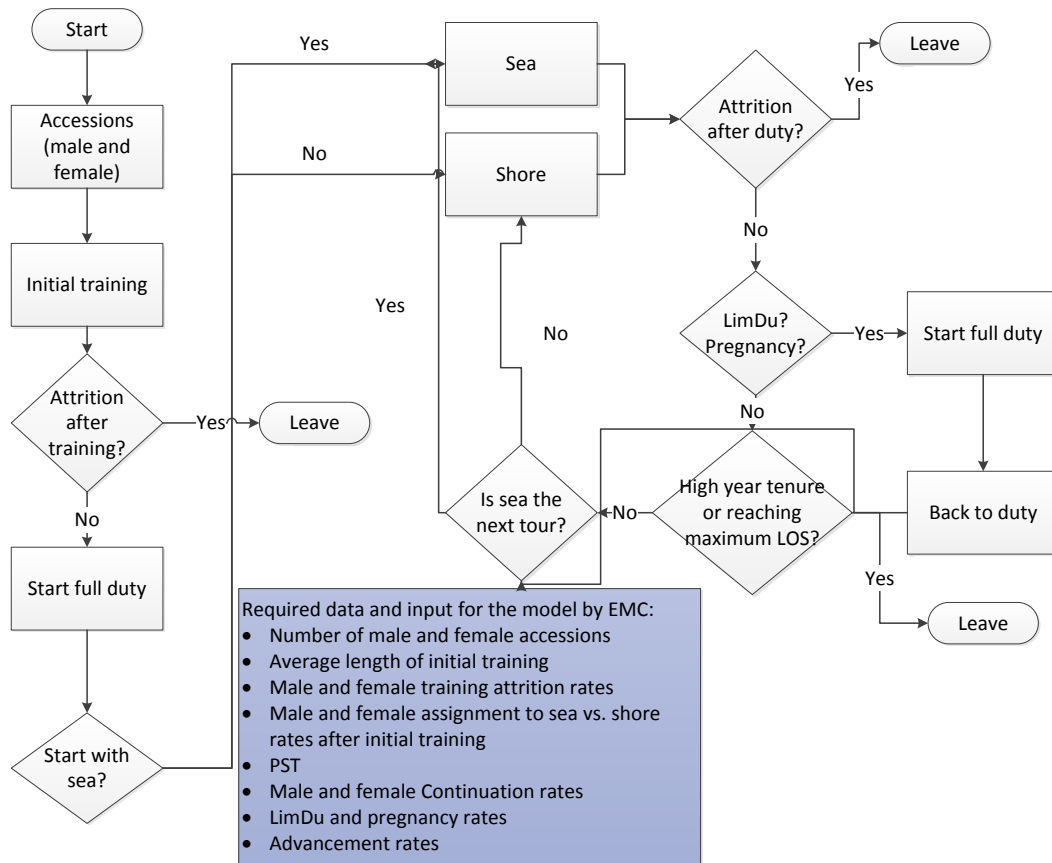 Start
Accessions
(male and
female)
Initial training
Attrition
after
training?
Yes
Leave
No
Start full duty
Start with
sea?
Yes
No
Sea
Shore
Attrition
after duty?
Yes
Leave
No
LimDu?
Pregnancy?
Yes
Start full duty
No
Back to duty
High year tenure
or reaching
maximum LOS?
Yes
Leave
No
Is sea the
next tour?
Yes
No
Required data and input for the model by EMC:
• Number of male and female accessions
• Average length of initial training
• Male and female training attrition rates
• Male and female assignment to sea vs. shore
rates after initial training
• PST
• Male and female Continuation rates
• LimDu and pregnancy rates
• Advancement rates